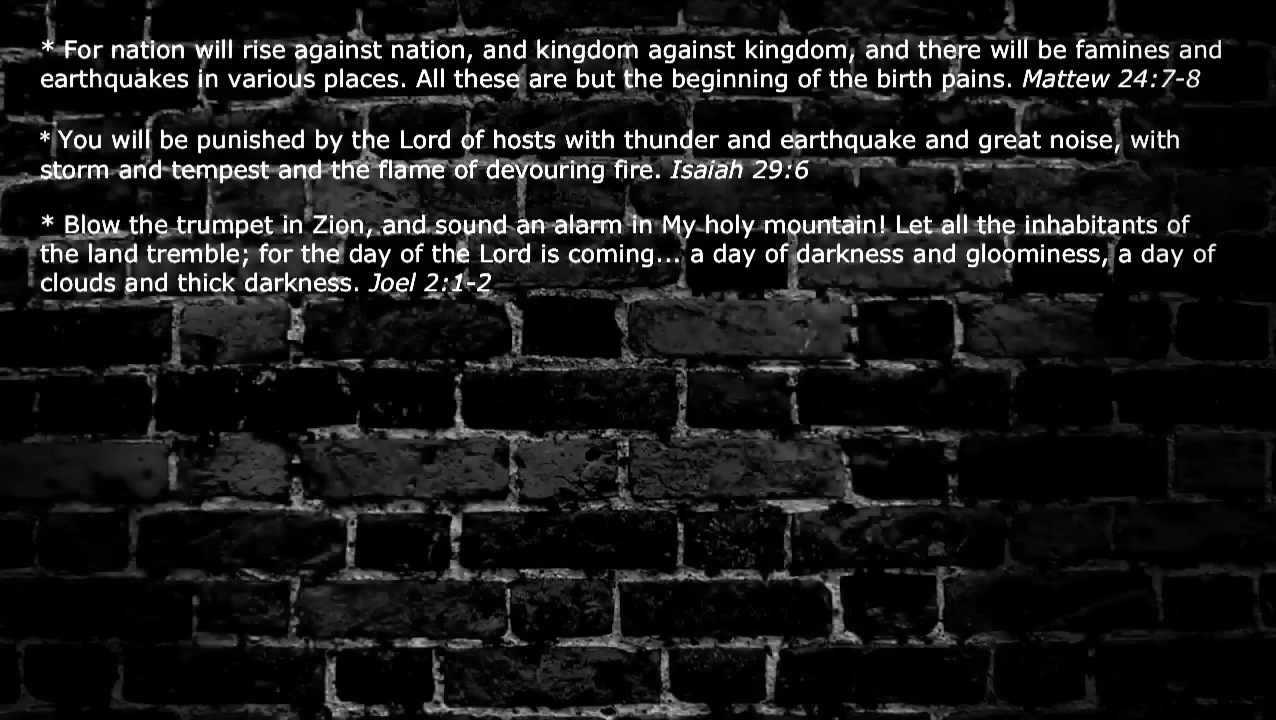 * For nation will rise against nation, and kingdom against kingdom, and there will be famines and
earthquakes in various places. All these are but the beginning of the birth pains. Mattew 24:7-8
* You will be punished by the Lord of hosts with thunder and earthquake and great noise, with
storm and tempest and the flame of devouring fire. Isaiah 29:6
* Blow the trumpet in Zion, and sound an alarm in My holy mountain! Let all the inhabitants of
the land tremble; for the day of the Lord is coming... a day of darkness and gloominess, a day of
clouds and thick darkness. Joel 2:1-2